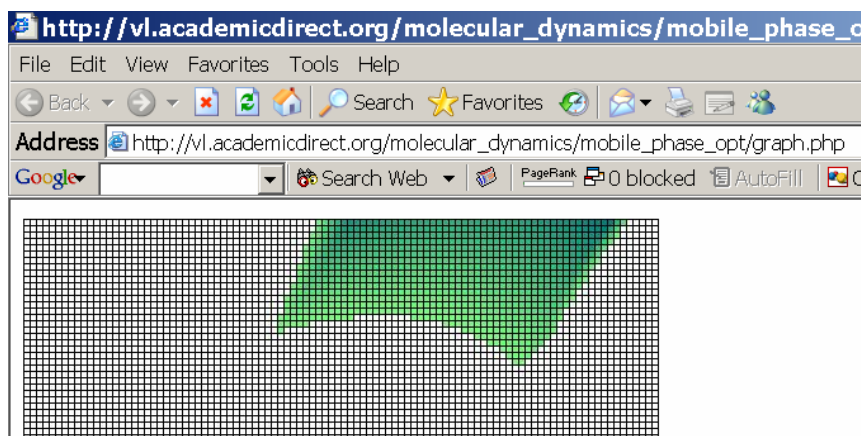 http://vl.academicdirect.org/molecular_dynamics/mobile_phase_o
File Edit View Favorites Tools Help
Back Search Favorites
Address http://vl.academicdirect.org/molecular_dynamics/mobile_phase_opt/graph.php
Google Search Web PageRank 0 blocked AutoFill